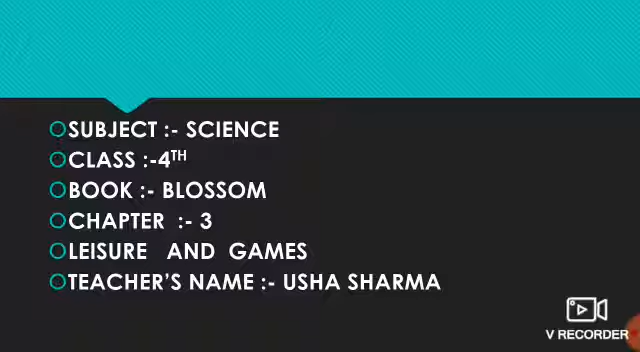 SUBJECT :- SCIENCE
CLASS :-4TH
BOOK :- BLOSSOM
CHAPTER :- 3
LEISURE AND GAMES
TEACHER'S NAME :- USHA SHARMA
V RECORDER